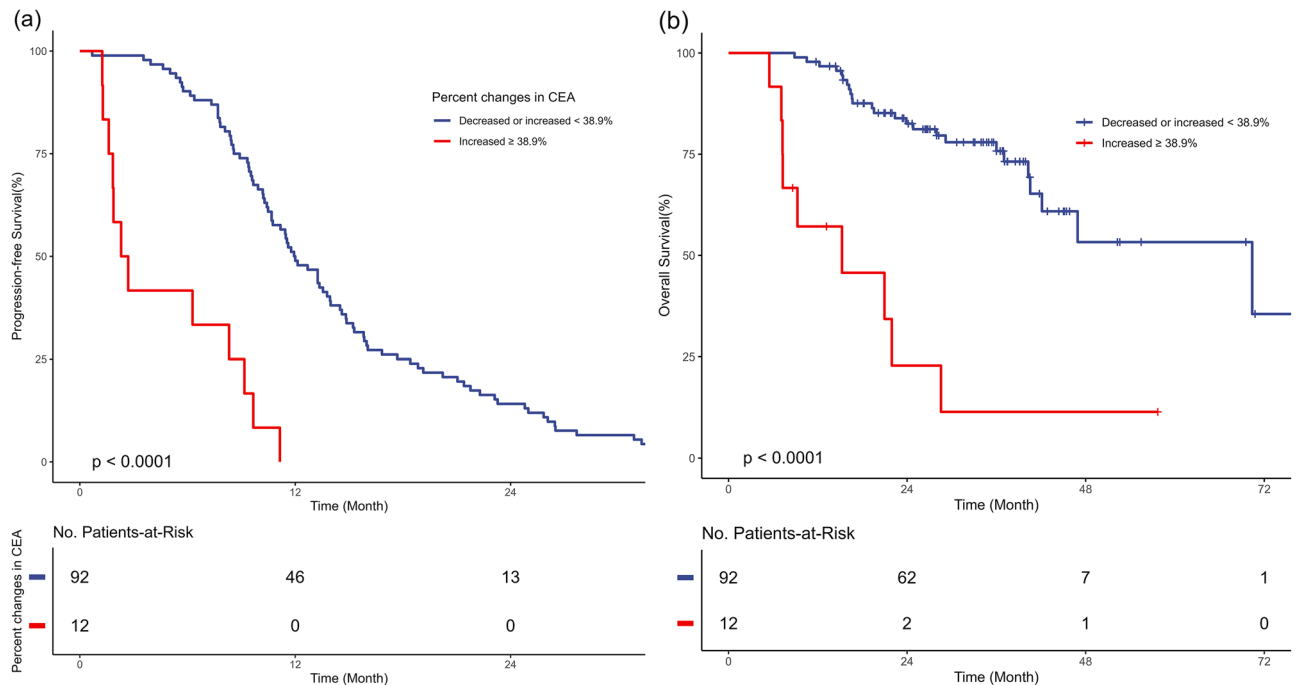 (a)
100
75
50
25
0
Progression-free Survival(%)
Percent changes in CEA
Decreased or increased < 38.9%
Increased ≥ 38.9%
p < 0.0001
0 12 24
Time (Month)
No. Patients-at-Risk
Percent changes in CEA
92 46 13
12 0 0
0 12 24
Time (Month)
(b)
100
75
50
25
0
Overall Survival(%)
Decreased or increased < 38.9%
Increased ≥ 38.9%
p < 0.0001
0 24 48 72
Time (Month)
No. Patients-at-Risk
92 62 7 1
12 2 1 0
0 24 48 72
Time (Month)